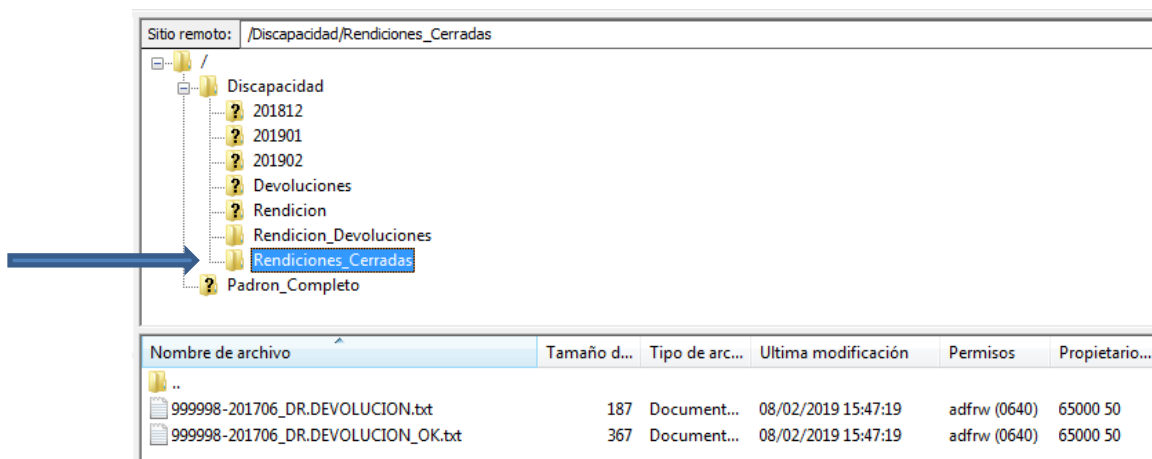 Sitio remoto: /Discapacidad/Rendiciones_Cerradas
/
Discapacidad
201812
201901
201902
Devoluciones
Rendicion
Rendicion_Devoluciones
Rendiciones_Cerradas
Padron_Completo
Nombre de archivo Tamaño d... Tipo de arc... Ultima modificación Permisos Propietario...
..
999998-201706_DR.DEVOLUCION.txt 187 Document... 08/02/2019 15:47:19 adfrw (0640) 65000 50
999998-201706_DR.DEVOLUCION_OK.txt 367 Document... 08/02/2019 15:47:19 adfrw (0640) 65000 50